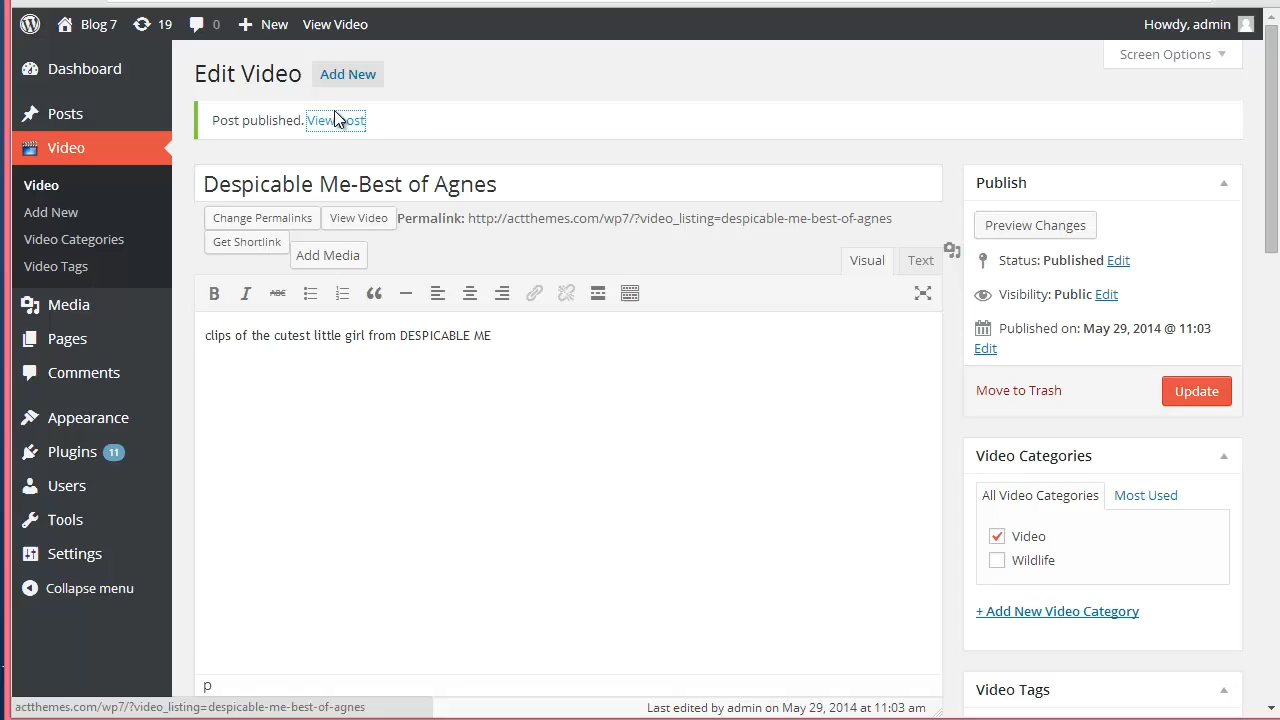 Blog 7 19 0 New View Video Howdy, admin
Screen Options
Dashboard
Posts
Video
Video
Add New
Video Categories
Video Tags
Media
Pages
Comments
Appearance
Plugins 11
Users
Tools
Settings
Collapse menu
Edit Video Add New
Post published. View post
Despicable Me-Best of Agnes
Change Permalinks View Video Permalink: http://actthemes.com/wp7/?video_listing=despicable-me-best-of-agnes
Get Shortlink Add Media
Visual Text
B I ABC
clips of the cutest little girl from DESPICABLE ME
p
Last edited by admin on May 29, 2014 at 11:03 am
Publish
Preview Changes
Status: Published Edit
Visibility: Public Edit
Published on: May 29, 2014 @ 11:03
Edit
Move to Trash Update
Video Categories
All Video Categories Most Used
Video
Wildlife
+ Add New Video Category
Video Tags
actthemes.com/wp7/?video_listing=despicable-me-best-of-agnes